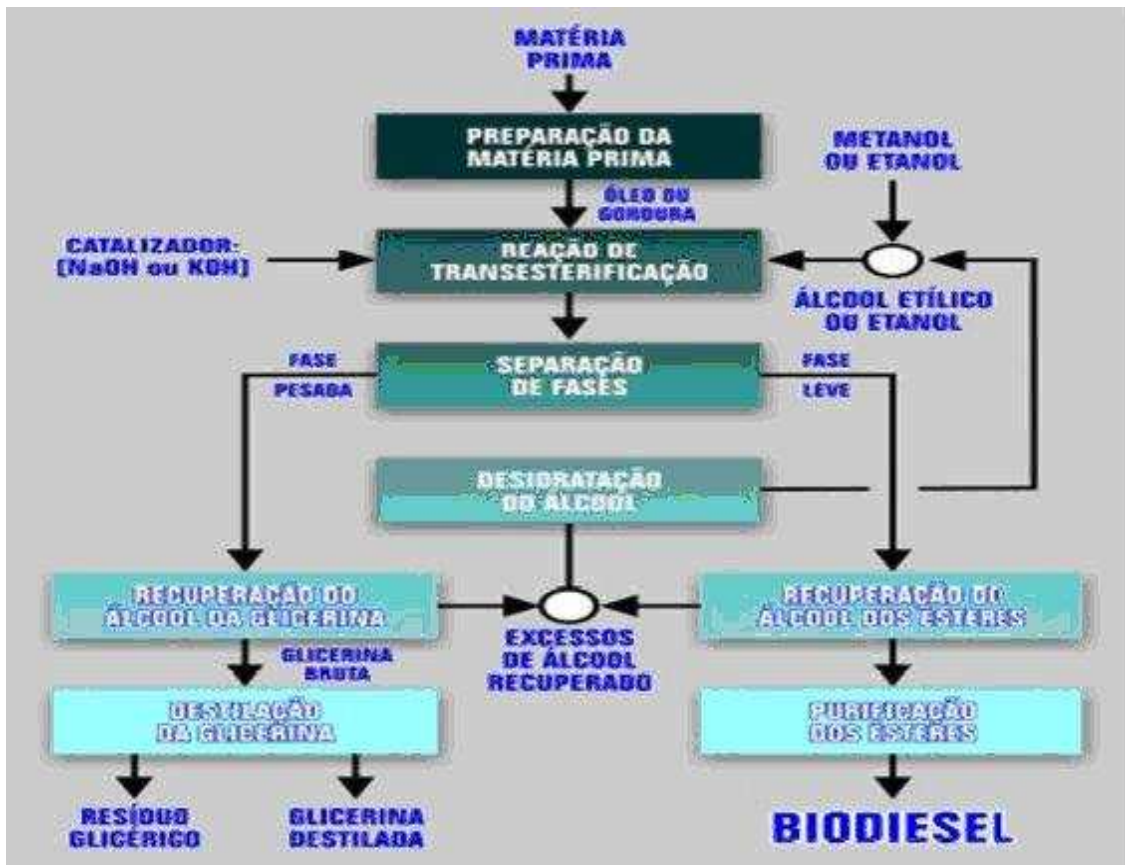 MATÉRIA
PRIMA
PREPARAÇÃO DA
MATÉRIA PRIMA
METANOL
OU ETANOL
ÓLEO OU
GORDURA
CATALIZADOR-
[NaOH ou KOH]
REAÇÃO DE
TRANSESTERIFICAÇÃO
ÁLCOOL ETÍLICO
OU ETANOL
FASE
PESADA
SEPARAÇÃO
DE FASES
FASE
LEVE
DESIDRATAÇÃO
DO ÁLCOOL
RECUPERAÇÃO DO
ÁLCOOL DA GLICERINA
RECUPERAÇÃO DO
ÁLCOOL DOS ESTERES
EXCESSOS
DE ÁLCOOL
RECUPERADO
GLICERINA
BRUTA
DESTILAÇÃO
DA GLICERINA
PURIFICAÇÃO
DOS ESTERES
RESÍDUO
GLICÉRICO
GLICERINA
DESTILADA
BIODIESEL